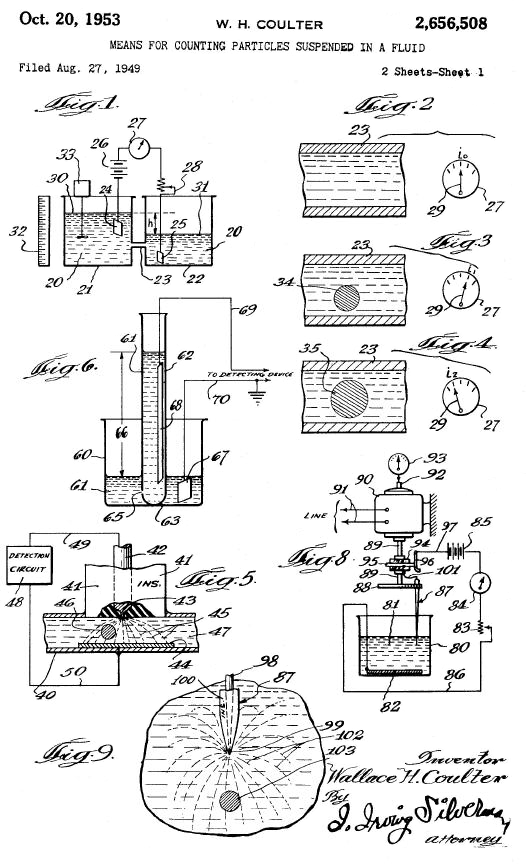 Oct. 20, 1953
W. H. COULTER
2,656,508
MEANS FOR COUNTING PARTICLES SUSPENDED IN A FLUID
Filed Aug. 27, 1949
2 Sheets-Sheet 1
Fig.1.
27
26
33
30
24
28
31
h
25
32
20
20
20
21
23
22
Fig.2
23
i0
29
27
Fig.3
23
i1
34
29
27
Fig.4
35
23
i2
29
27
Fig.6.
69
61
62
TO DETECTING DEVICE
70
68
66
60
67
61
65
63
Fig.8
93
92
90
91
LINE
97
85
89
94
95
96
89
101
88
87
84
81
80
83
82
86
Fig.5.
49
42
41
DETECTION
CIRCUIT
41
INS.
43
48
46
45
47
44
50
40
Fig.9.
98
87
100
99
102
103
Inventor
Wallace H. Coulter
By
I. Irving Silverman
Attorney